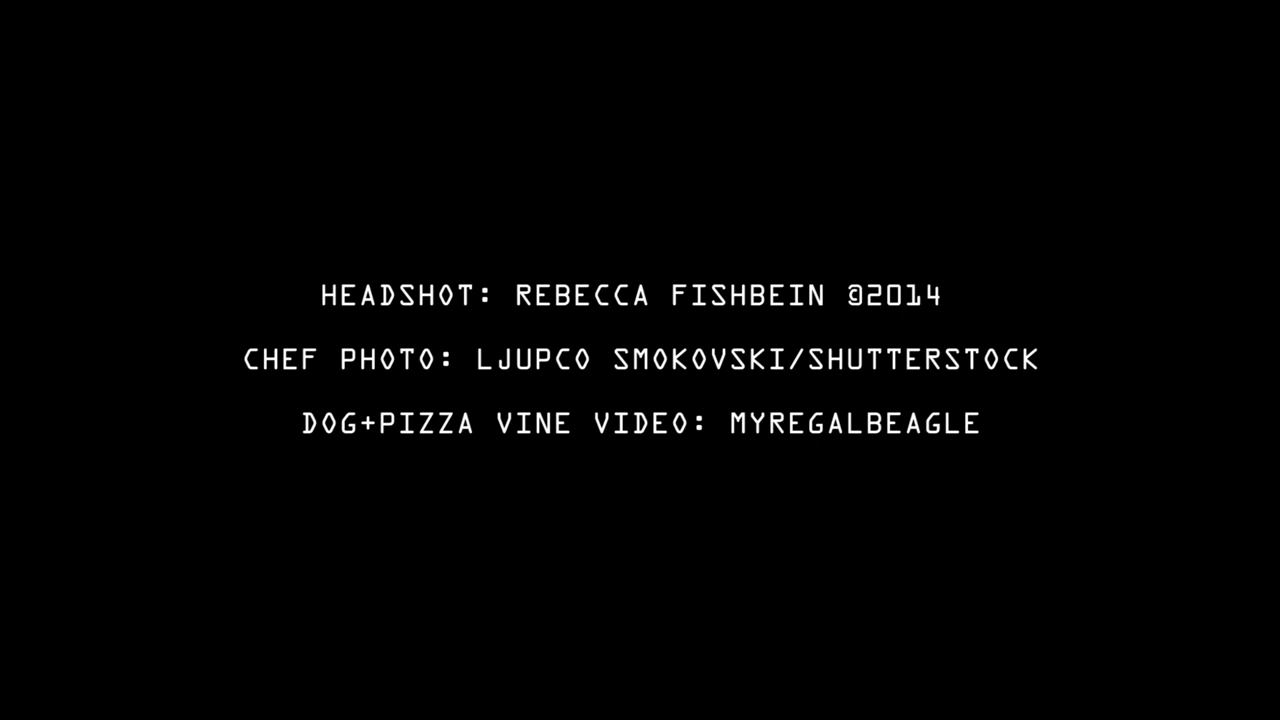 HEADSHOT: REBECCA FISHBEIN @2014
CHEF PHOTO: LJUPCO SMOKOVSKI/SHUTTERSTOCK
DOG+PIZZA VINE VIDEO: MYREGALBEAGLE